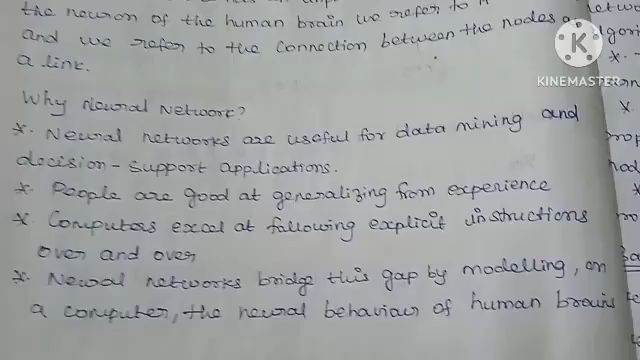 the neuron of the human brain we refer to
and we refer to the connection between the nodes
a link.
Why Neural Network?
* Neural networks are useful for data mining and
decision-support applications.
* People are good at generalizing from experience
* Computers excel at following explicit instructions
over and over
* Neural networks bridge this gap by modelling, on
a computer, the neural behaviour of human brains
KINEMASTER